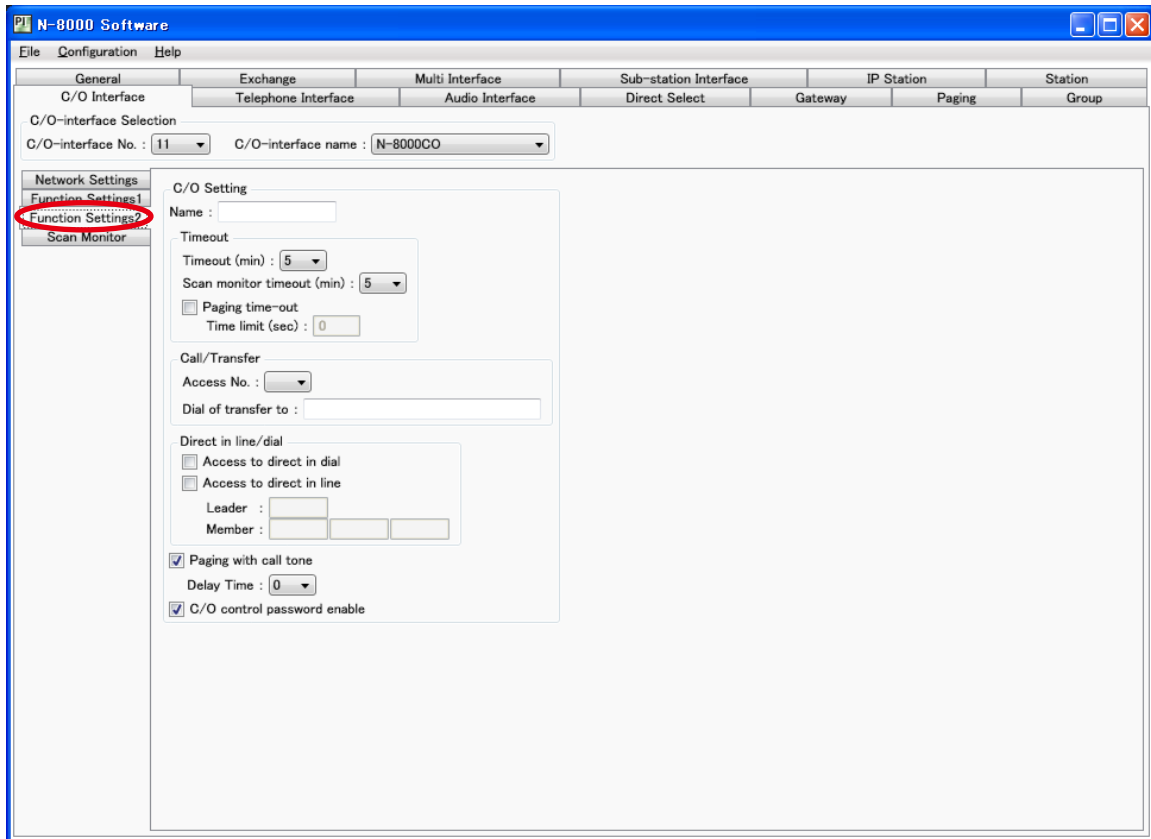 PI N-8000 Software
File Configuration Help
General Exchange Multi Interface Sub-station Interface IP Station Station
C/O Interface Telephone Interface Audio Interface Direct Select Gateway Paging Group
C/O-interface Selection
C/O-interface No. : 11 C/O-interface name : N-8000CO
Network Settings
Function Settings1
Function Settings2
Scan Monitor
C/O Setting
Name :
Timeout
Timeout (min) : 5
Scan monitor timeout (min) : 5
Paging time-out
Time limit (sec) : 0
Call/Transfer
Access No. :
Dial of transfer to :
Direct in line/dial
Access to direct in dial
Access to direct in line
Leader :
Member :
Paging with call tone
Delay Time : 0
C/O control password enable